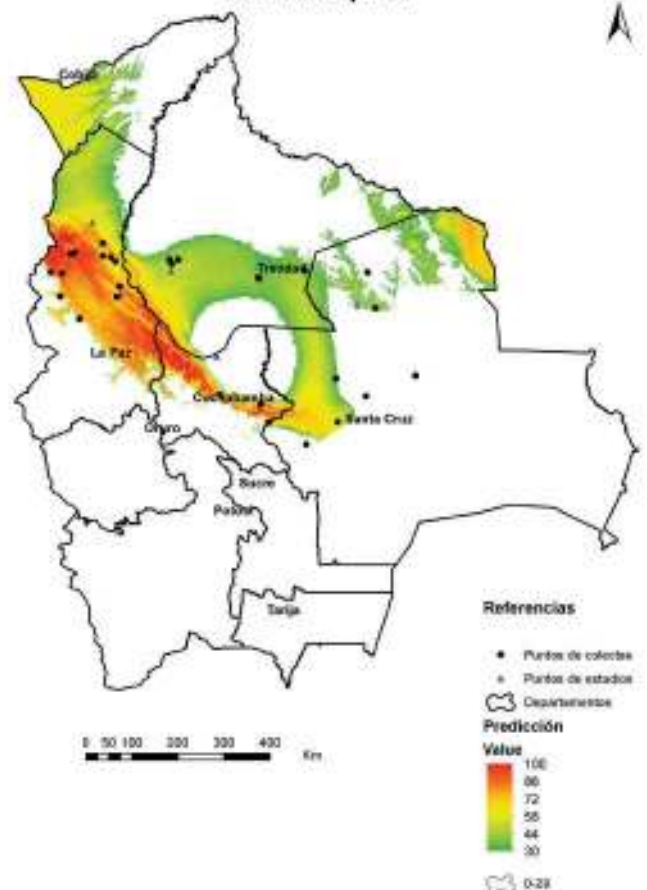 Cobija
Trinidad
La Paz
Cochabamba
Santa Cruz
Oruro
Sucre
Potosí
Tarija
Referencias
Puntos de colectas
Puntos de estudios
Departamentos
Predicción
Value
100
86
72
58
44
30
0-29
0 50 100 200 300 400
Km